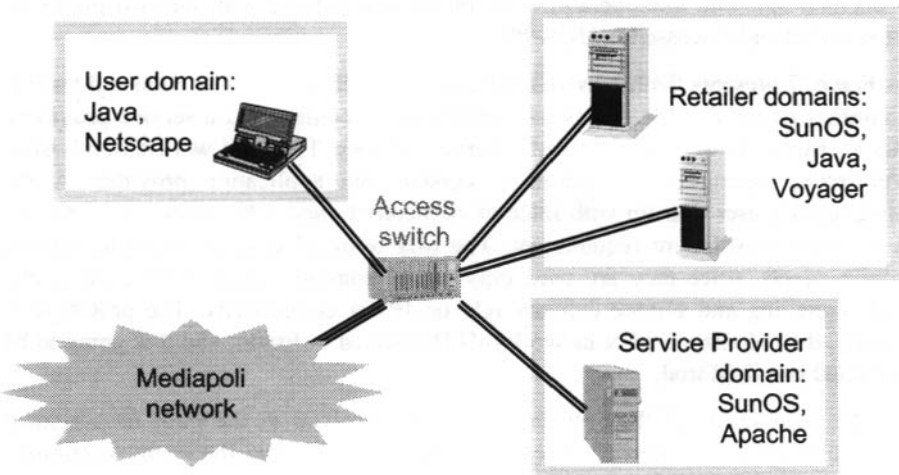 User domain:
Java,
Netscape
Retailer domains:
SunOS,
Java,
Voyager
Access
switch
Mediapoli
network
Service Provider
domain:
SunOS,
Apache